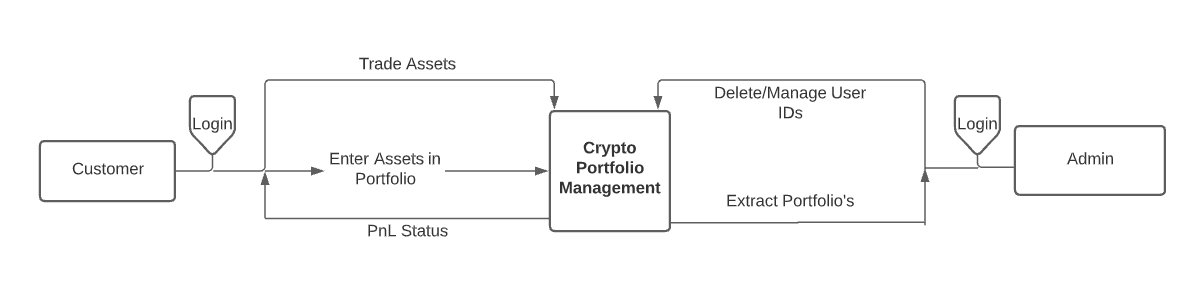 Trade Assets
Login
Customer
Enter Assets in
Portfolio
PnL Status
Crypto
Portfolio
Management
Delete/Manage User
IDs
Extract Portfolio's
Login
Admin